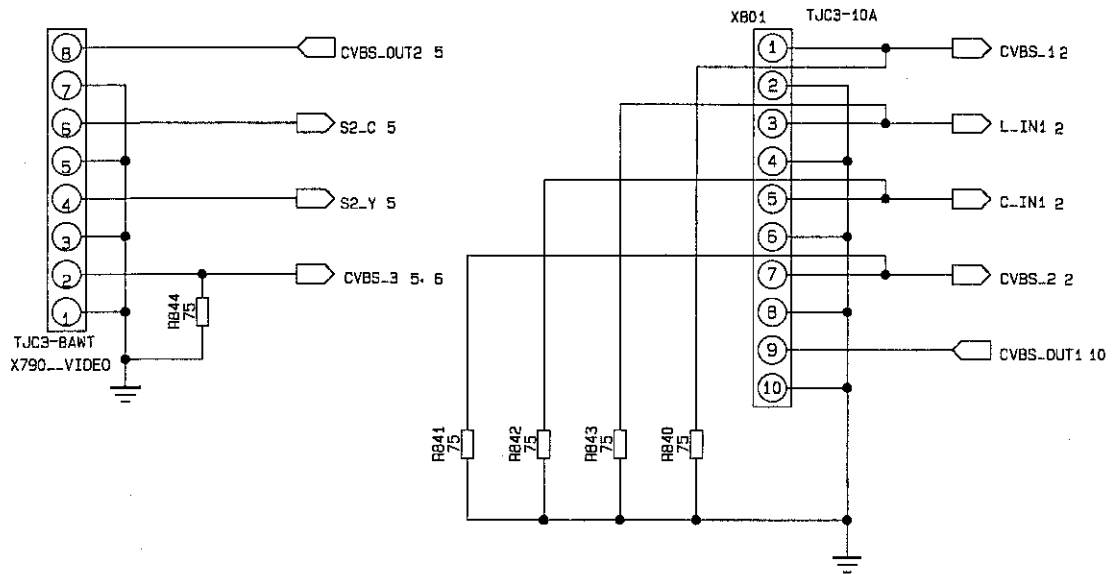 8
CVBS_OUT2 5
7
6
S2_C 5
5
4
S2_Y 5
3
2
CVBS_3 5, 6
1
R844
75
TJC3-8AWT
X790__VIDEO
X801
TJC3-10A
1
CVBS_1 2
2
3
L_IN1 2
4
5
C_IN1 2
6
7
CVBS_2 2
8
9
CVBS_OUT1 10
10
R841
75
R842
75
R843
75
R840
75